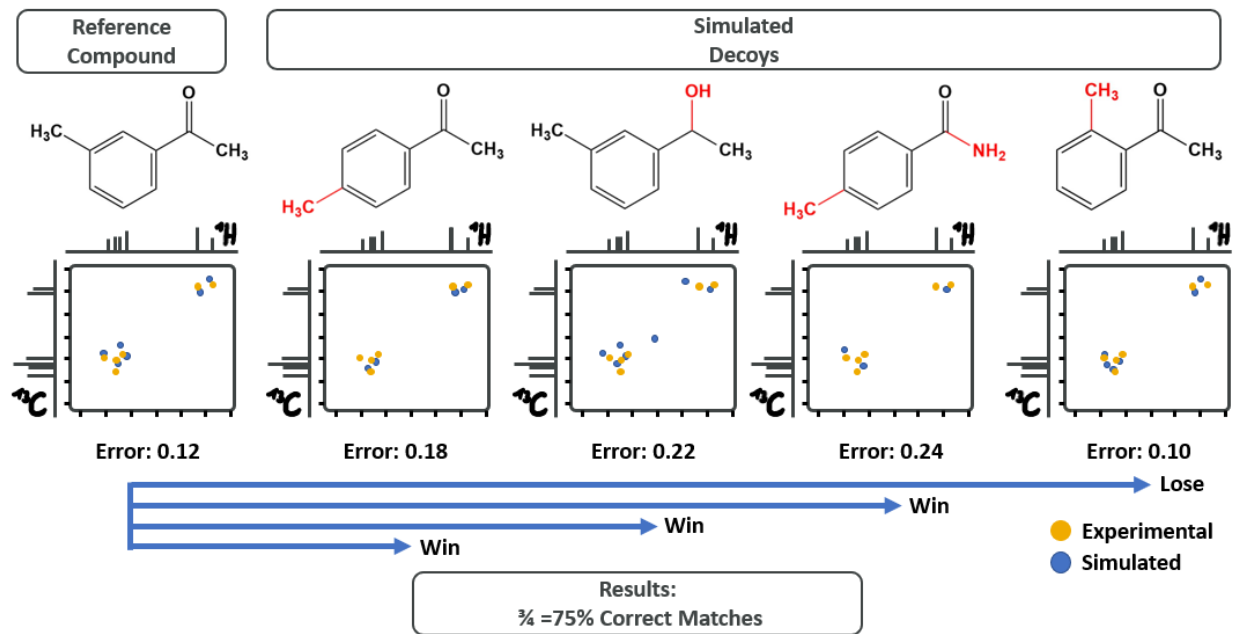 Reference
Compound
Simulated
Decoys
O
H₃C
CH₃
O
CH₃
H₃C
OH
H₃C
CH₃
O
NH₂
H₃C
CH₃
O
CH₃
¹H
¹H
¹H
¹H
¹H
¹³C
¹³C
¹³C
¹³C
¹³C
Error: 0.12
Error: 0.18
Error: 0.22
Error: 0.24
Error: 0.10
Lose
Win
Win
Win
Experimental
Simulated
Results:
¾ =75% Correct Matches